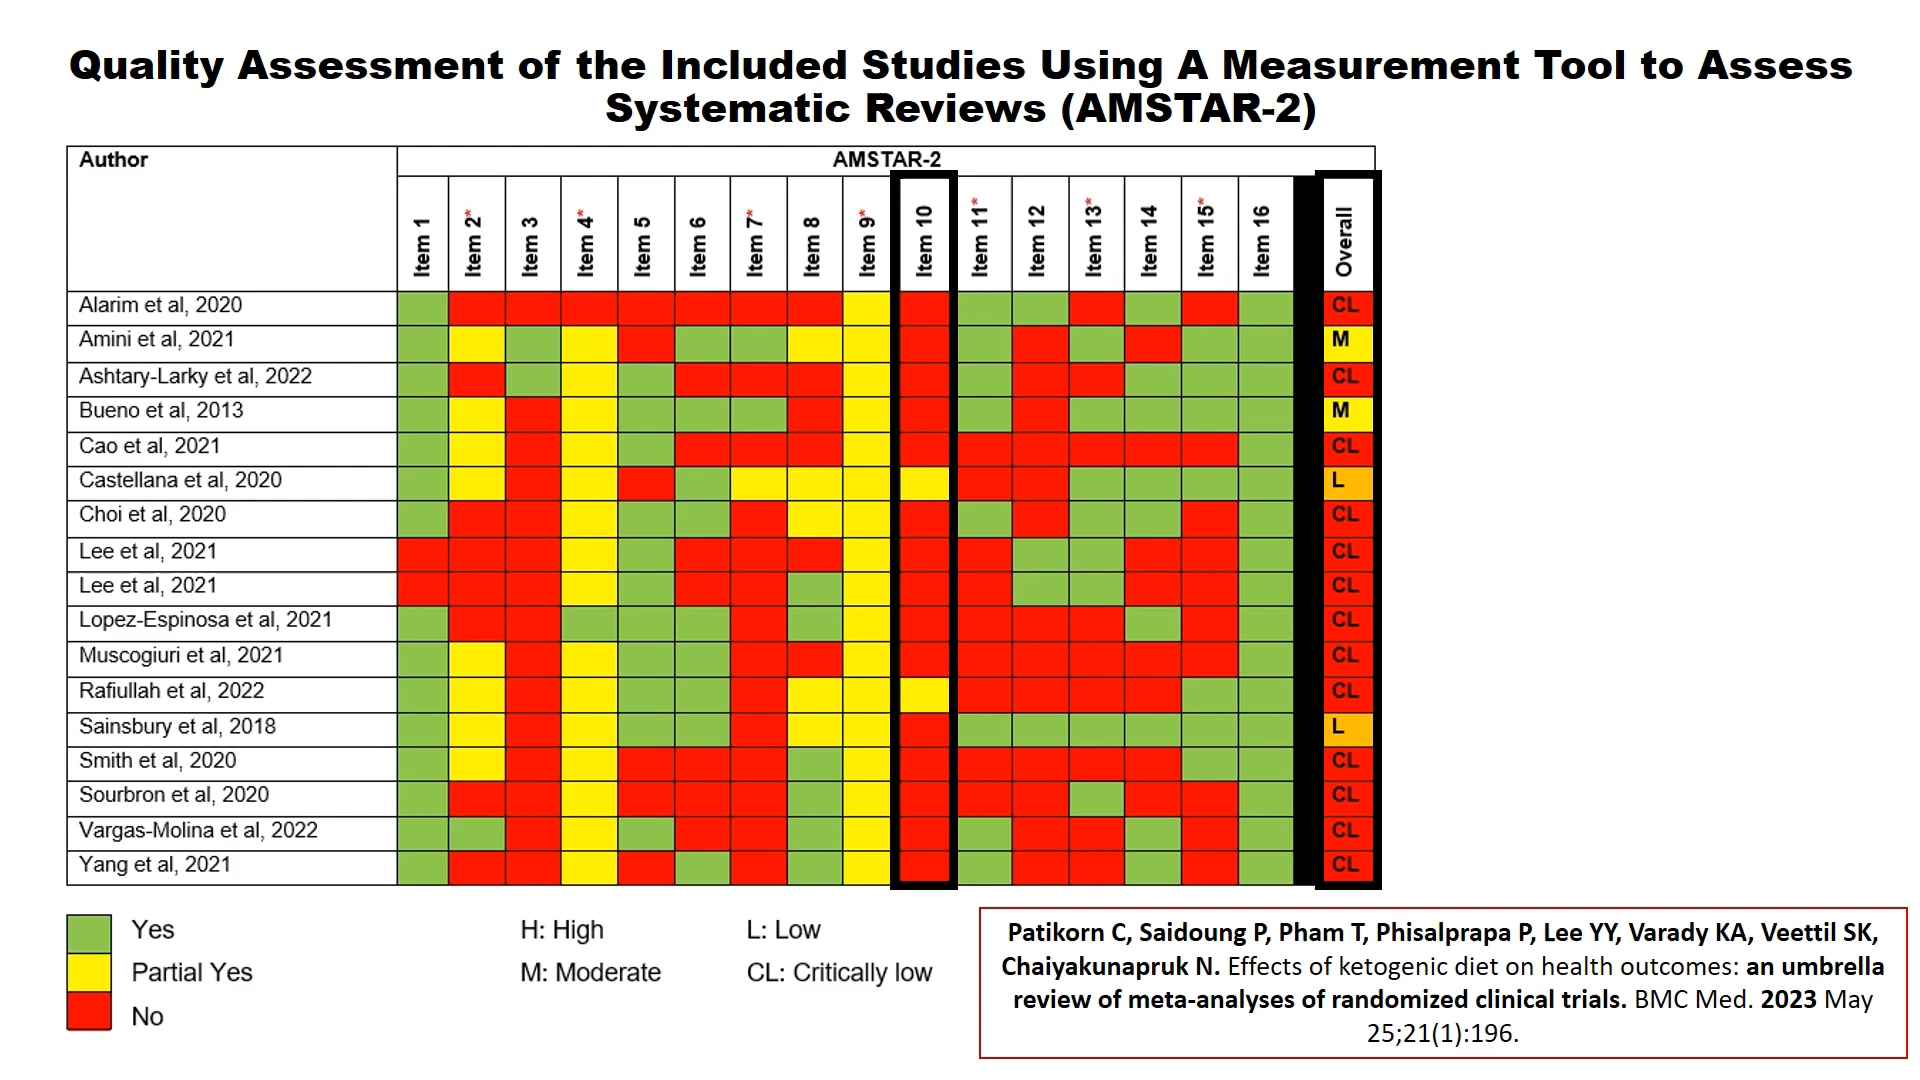 Quality Assessment of the Included Studies Using A Measurement Tool to Assess
Systematic Reviews (AMSTAR-2)
Author
AMSTAR-2
Item 1
Item 2*
Item 3
Item 4*
Item 5
Item 6
Item 7*
Item 8
Item 9*
Item 10
Item 11*
Item 12
Item 13*
Item 14
Item 15*
Item 16
Overall
Alarim et al, 2020 CL
Amini et al, 2021 M
Ashtary-Larky et al, 2022 CL
Bueno et al, 2013 M
Cao et al, 2021 CL
Castellana et al, 2020 L
Choi et al, 2020 CL
Lee et al, 2021 CL
Lee et al, 2021 CL
Lopez-Espinosa et al, 2021 CL
Muscogiuri et al, 2021 CL
Rafiullah et al, 2022 CL
Sainsbury et al, 2018 L
Smith et al, 2020 CL
Sourbron et al, 2020 CL
Vargas-Molina et al, 2022 CL
Yang et al, 2021 CL
Yes
Partial Yes
No
H: High
M: Moderate
L: Low
CL: Critically low
Patikorn C, Saidoung P, Pham T, Phisalprapa P, Lee YY, Varady KA, Veettil SK,
Chaiyakunapruk N. Effects of ketogenic diet on health outcomes: an umbrella
review of meta-analyses of randomized clinical trials. BMC Med. 2023 May
25;21(1):196.